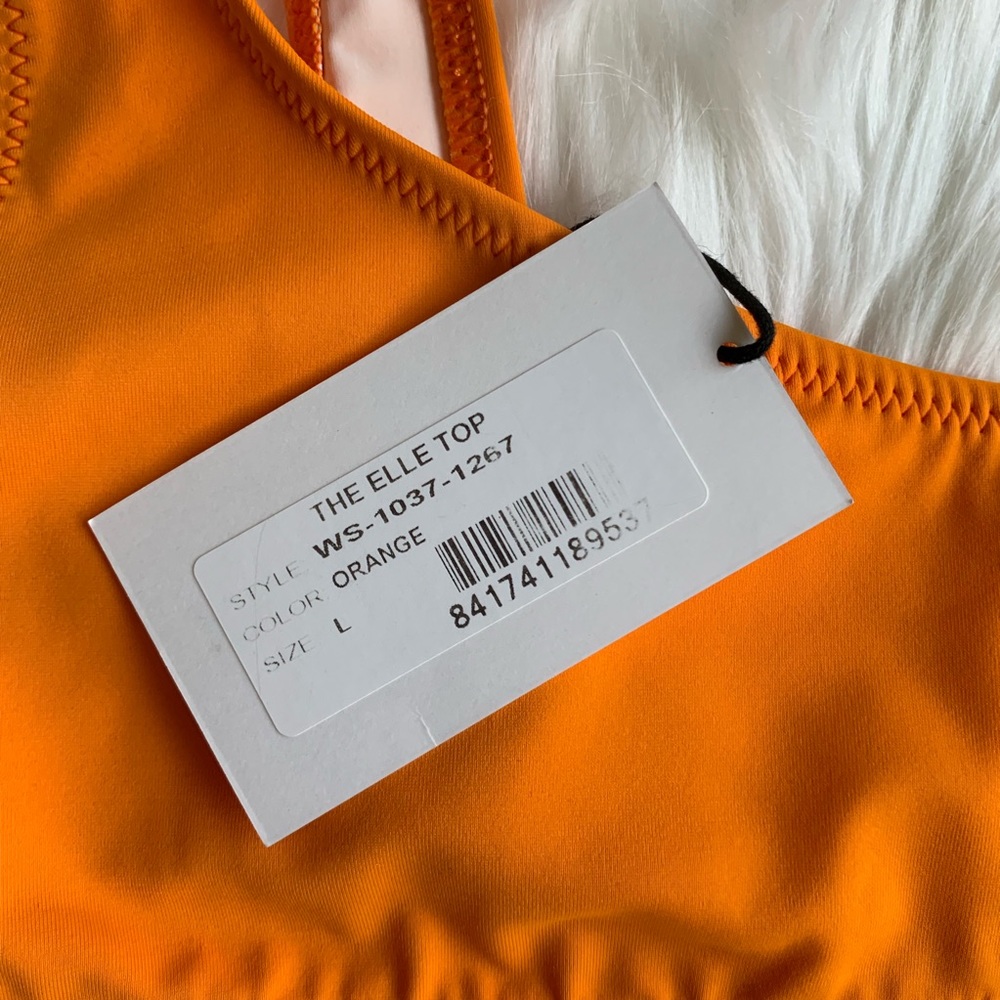 THE ELLE TOP
STYLE WS-1037-1267
COLOR ORANGE
SIZE L
841741189537